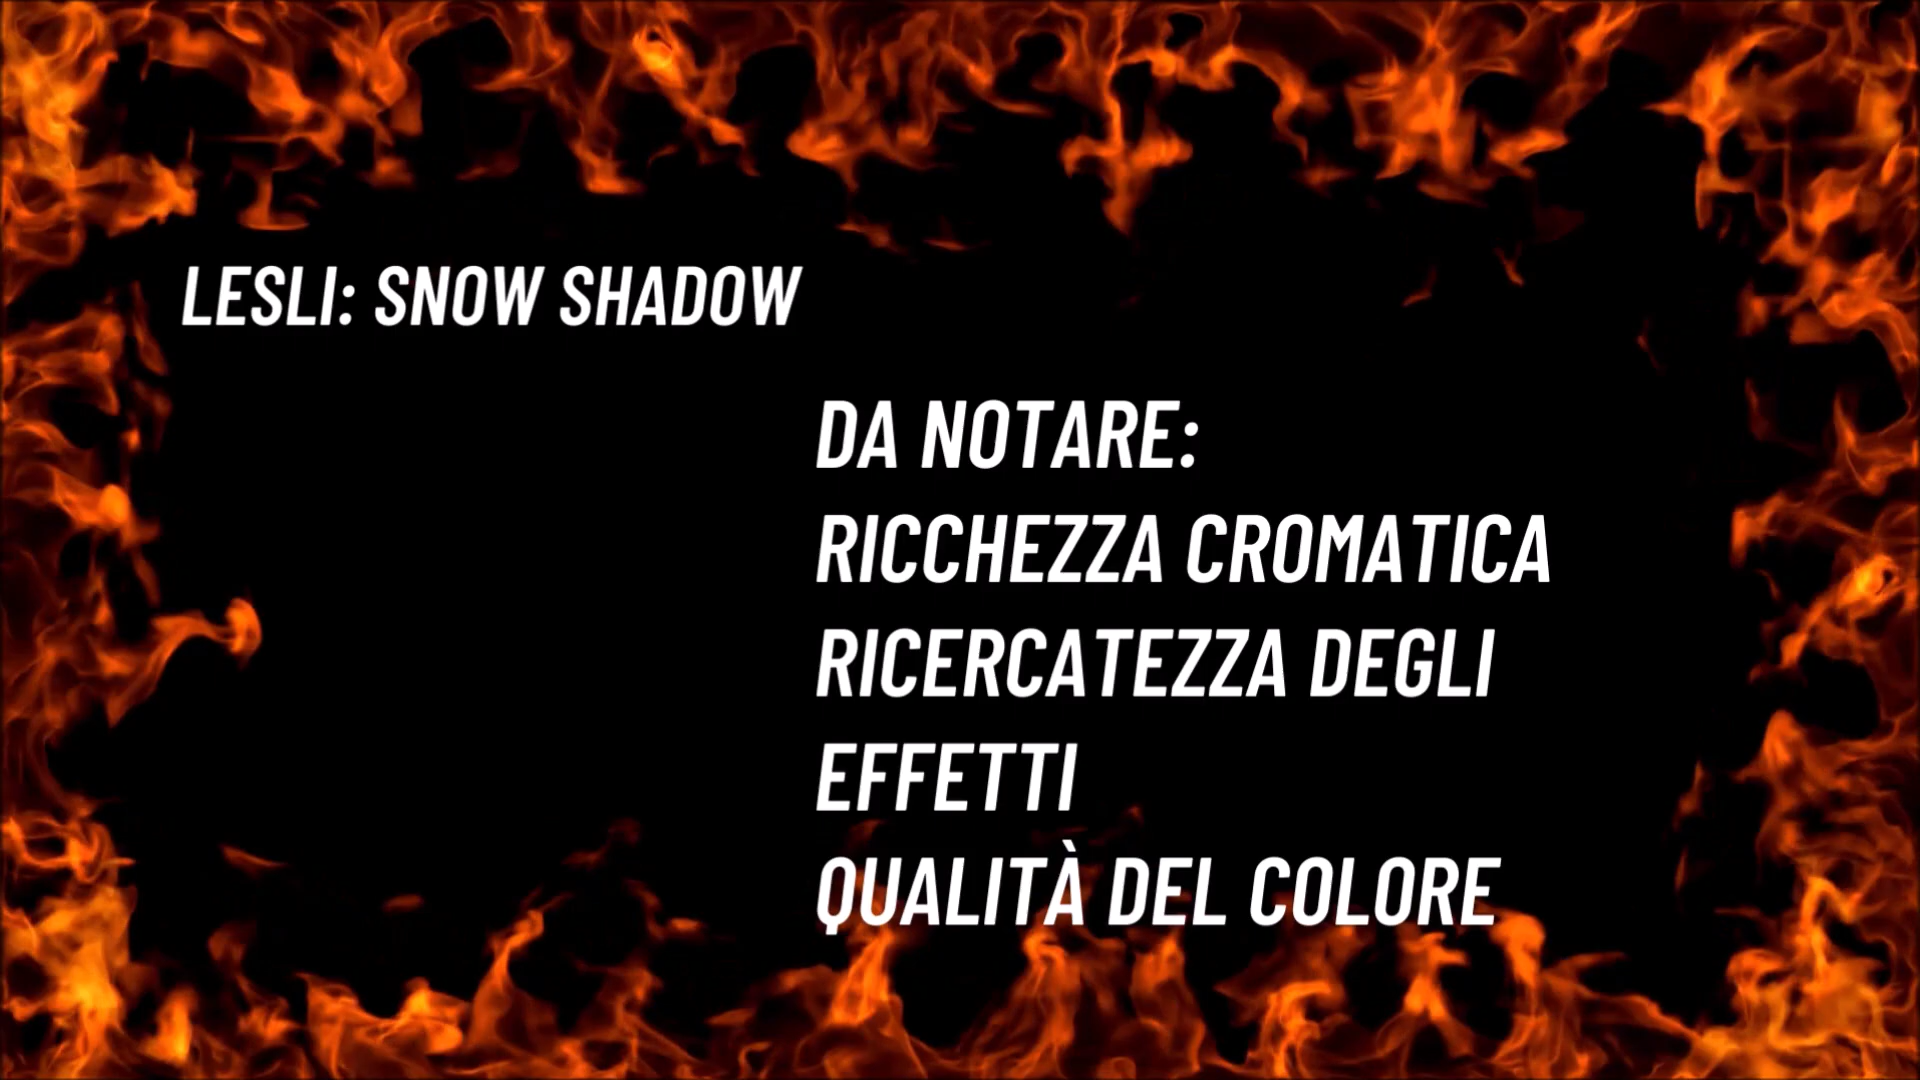 LESLI: SNOW SHADOW
DA NOTARE:
RICCHEZZA CROMATICA
RICERCATEZZA DEGLI
EFFETTI
QUALITÀ DEL COLORE